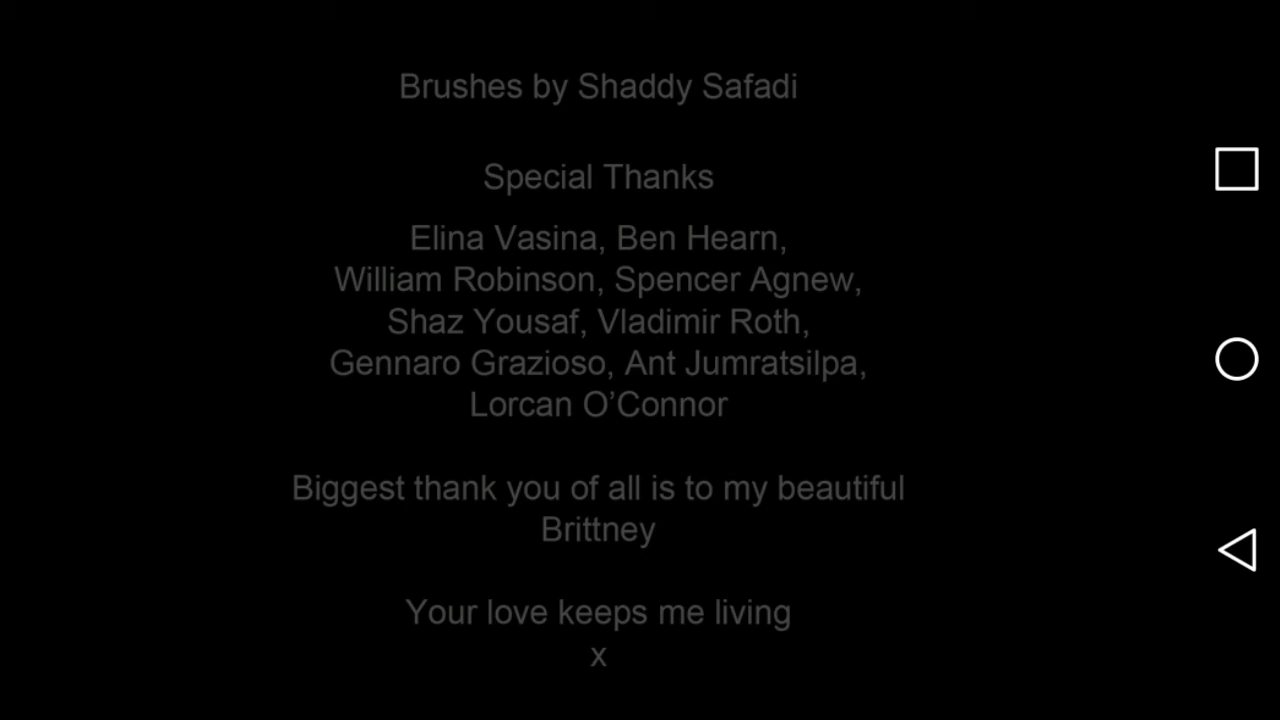 Brushes by Shaddy Safadi
Special Thanks
Elina Vasina, Ben Hearn,
William Robinson, Spencer Agnew,
Shaz Yousaf, Vladimir Roth,
Gennaro Grazioso, Ant Jumratsilpa,
Lorcan O’Connor
Biggest thank you of all is to my beautiful
Brittney
Your love keeps me living
x